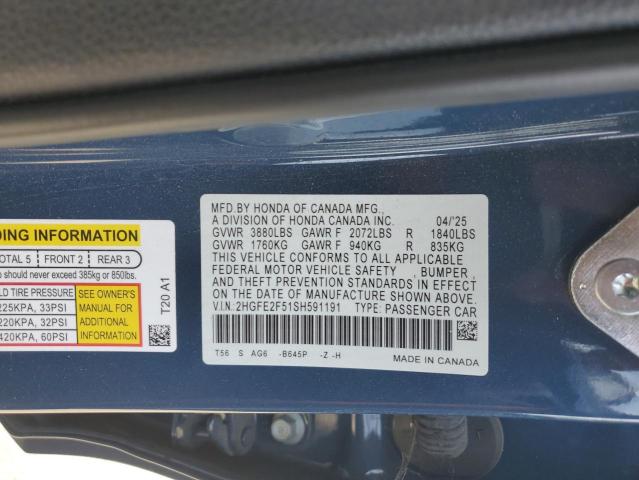 MFD.BY HONDA OF CANADA MFG.,
A DIVISION OF HONDA CANADA INC. 04/'25
GVWR 3880LBS GAWR F 2072LBS R 1840LBS
GVWR 1760KG GAWR F 940KG R 835KG
THIS VEHICLE CONFORMS TO ALL APPLICABLE
FEDERAL MOTOR VEHICLE SAFETY , BUMPER ,
AND THEFT PREVENTION STANDARDS IN EFFECT
ON THE DATE OF MANUFACTURE SHOWN ABOVE.
V.I.N.: 2HGFE2F51SH591191 TYPE: PASSENGER CAR
T56 S AG6 -B645P -Z -H
MADE IN CANADA
DING INFORMATION
OTAL 5 FRONT 2 REAR 3
o should never exceed 385kg or 850lbs.
LD TIRE PRESSURE
225KPA, 33PSI
220KPA, 32PSI
420KPA, 60PSI
SEE OWNER'S
MANUAL FOR
ADDITIONAL
INFORMATION
T20 A1